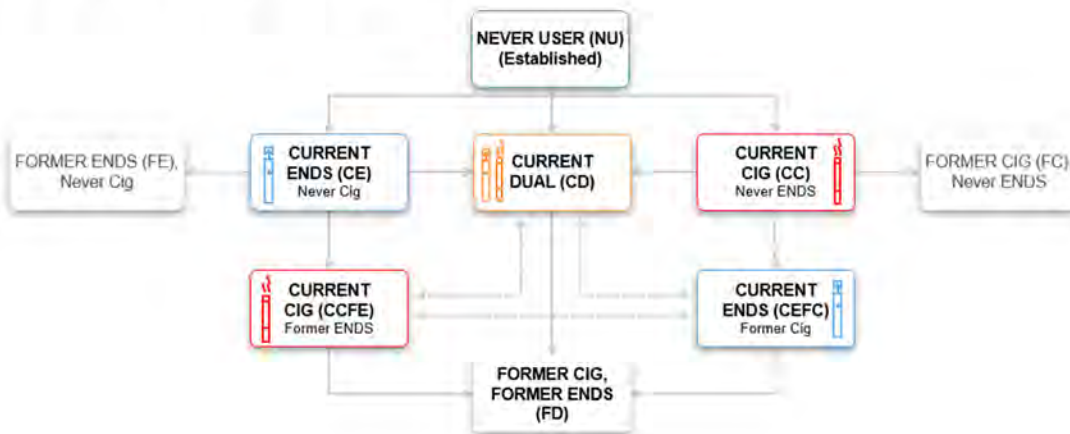 NEVER USER (NU)
(Established)
FORMER ENDS (FE),
Never Cig
CURRENT
ENDS (CE)
Never Cig
CURRENT
DUAL (CD)
CURRENT
CIG (CC)
Never ENDS
FORMER CIG (FC)
Never ENDS
CURRENT
CIG (CCFE)
Former ENDS
CURRENT
ENDS (CEFC)
Former Cig
FORMER CIG,
FORMER ENDS
(FD)